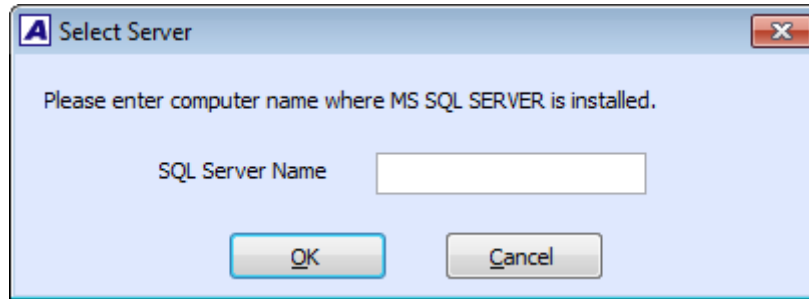 A Select Server
Please enter computer name where MS SQL SERVER is installed.
SQL Server Name
OK Cancel